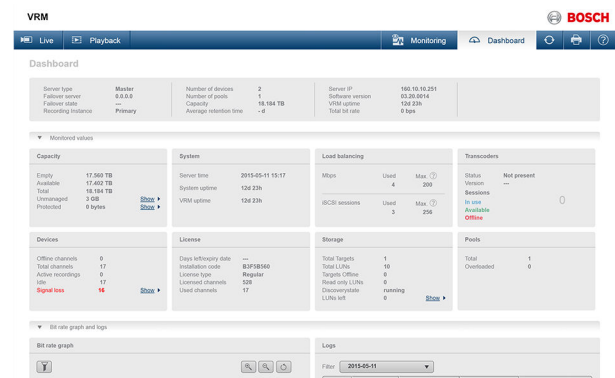 VRM
BOSCH
Live Playback Monitoring Dashboard
Dashboard
Server type Master
Failover server 0.0.0.0
Failover state ---
Recording Instance Primary
Number of devices 2
Number of pools 1
Capacity 18.184 TB
Average retention time - d
Server IP 160.10.10.251
Software version 03.20.0014
VRM uptime 12d 23h
Total bit rate 0 bps
Monitored values
Capacity
Empty 17.560 TB
Available 17.402 TB
Total 18.184 TB
Unmanaged 3 GB Show
Protected 0 bytes Show
System
Server time 2015-05-11 15:17
System uptime 12d 23h
VRM uptime 12d 23h
Load balancing
Mbps Used Max.
4 200
iSCSI sessions Used Max.
3 256
Transcoders
Status Not present
Version ---
Sessions
In use
Available
Offline
0
Devices
Offline channels 0
Total channels 17
Active recordings 0
Idle 17
Signal loss 16 Show
License
Days left/expiry date ---
Installation code B3F5B560
License type Regular
Licensed channels 528
Used channels 17
Storage
Total Targets 1
Total LUNs 10
Targets Offline 0
Read only LUNs 0
Discoverystate running
LUNs left 0 Show
Pools
Total 1
Overloaded 0
Bit rate graph and logs
Bit rate graph
Logs
Filter 2015-05-11